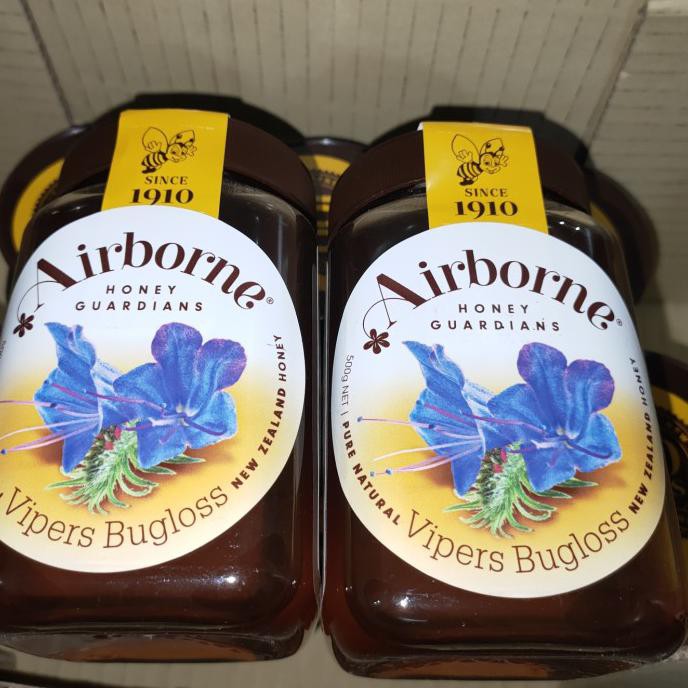 SINCE
1910
Airborne®
HONEY
GUARDIANS
Vipers Bugloss
NEW ZEALAND HONEY
SINCE
1910
Airborne®
HONEY
GUARDIANS
500g NET | PURE NATURAL
Vipers Bugloss
NEW ZEALAND HONEY